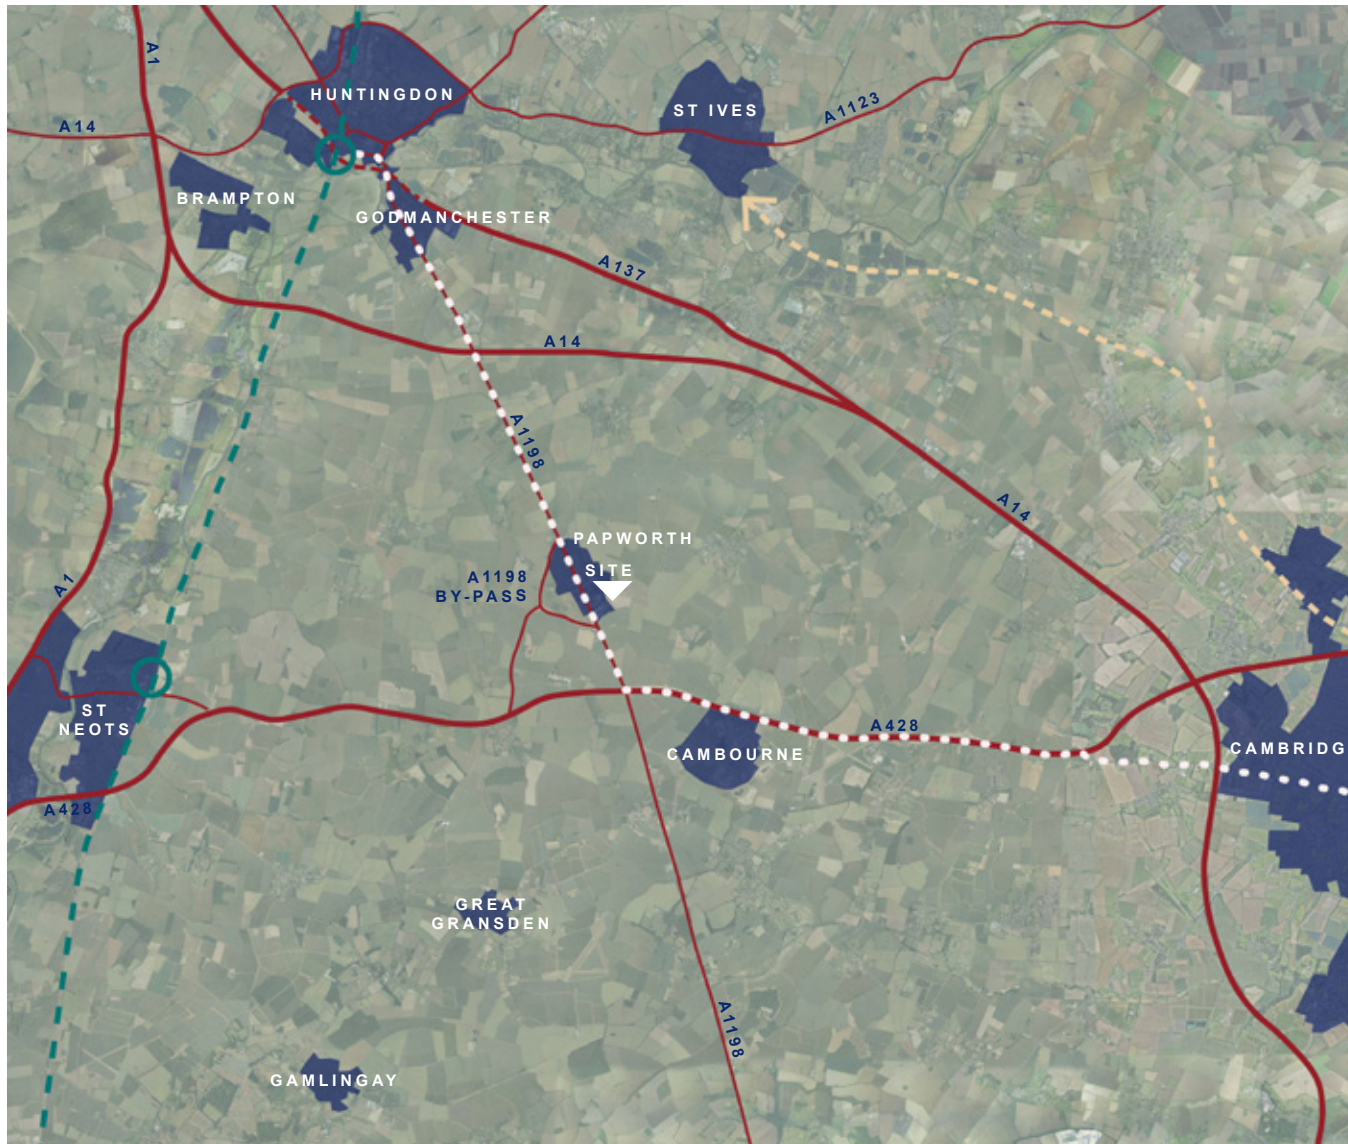 A1
HUNTINGDON
ST IVES
A1123
A14
BRAMPTON
GODMANCHESTER
A137
A14
A1198
A14
PAPWORTH
SITE
A1198
BY-PASS
A1
ST
NEOTS
A428
CAMBOURNE
CAMBRIDG
A428
GREAT
GRANSDEN
A1198
GAMLINGAY